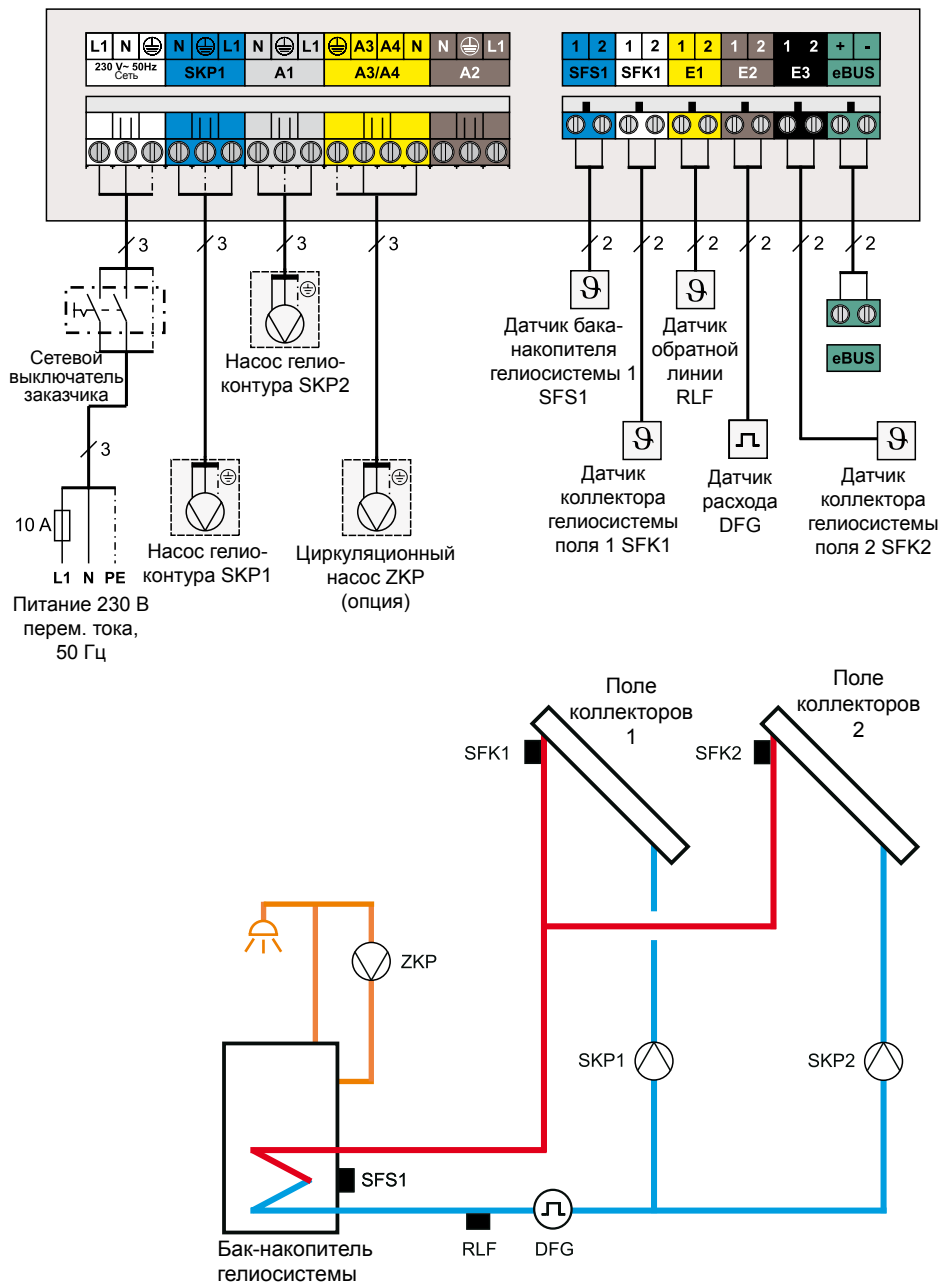 L1 N N L1 N L1 A3 A4 N N L1
230 V~ 50Hz
Сеть
SKP1 A1 A3/A4 A2
1 2 1 2 1 2 1 2 1 2 + -
SFS1 SFK1 E1 E2 E3 eBUS
3 3 3 3 2 2 2 2 2 2
Сетевой
выключатель
заказчика
3
10 A
L1 N PE
Питание 230 В
перем. тока,
50 Гц
Насос гелио-
контура SKP1
Насос гелио-
контура SKP2
Циркуляционный
насос ZKP
(опция)
Датчик бака-
накопителя
гелиосистемы 1
SFS1
Датчик
обратной
линии
RLF
eBUS
Датчик
коллектора
гелиосистемы
поля 1 SFK1
Датчик
расхода
DFG
Датчик
коллектора
гелиосистемы
поля 2 SFK2
Поле
коллекторов
1
Поле
коллекторов
2
SFK1
SFK2
ZKP
SKP1
SKP2
SFS1
RLF
DFG
Бак-накопитель
гелиосистемы